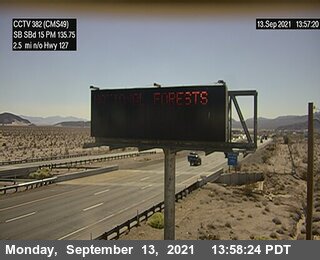 CCTV 382 (CMS49)
SB SBd 15 PM 135.75
2.5 mi n/o Hwy 127
13.Sep 2021 13:57:20
FORESTS
Monday, September 13, 2021 13:58:24 PDT